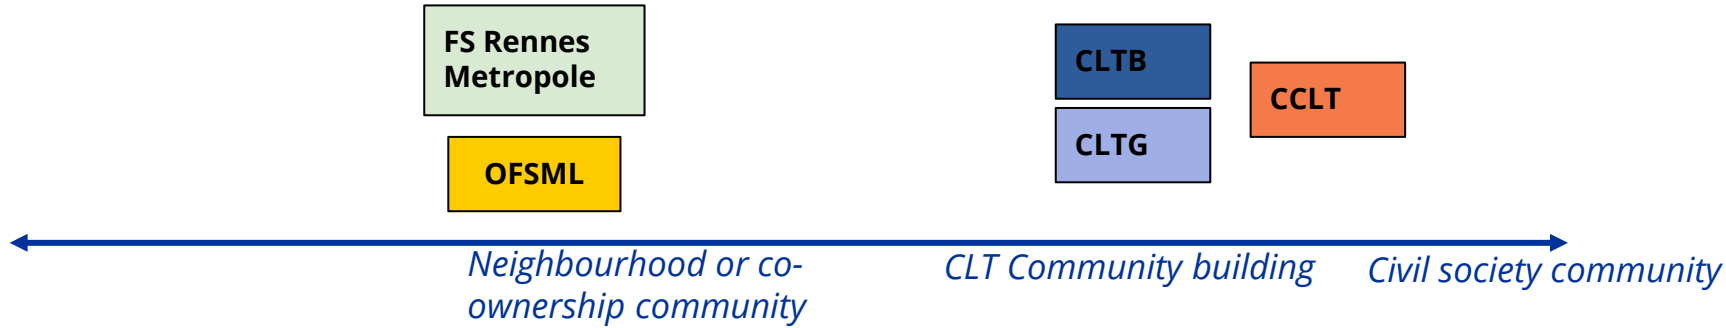 FS Rennes
Metropole
CLTB
CCLT
CLTG
OFSML
Neighbourhood or co-
ownership community
CLT Community building
Civil society community